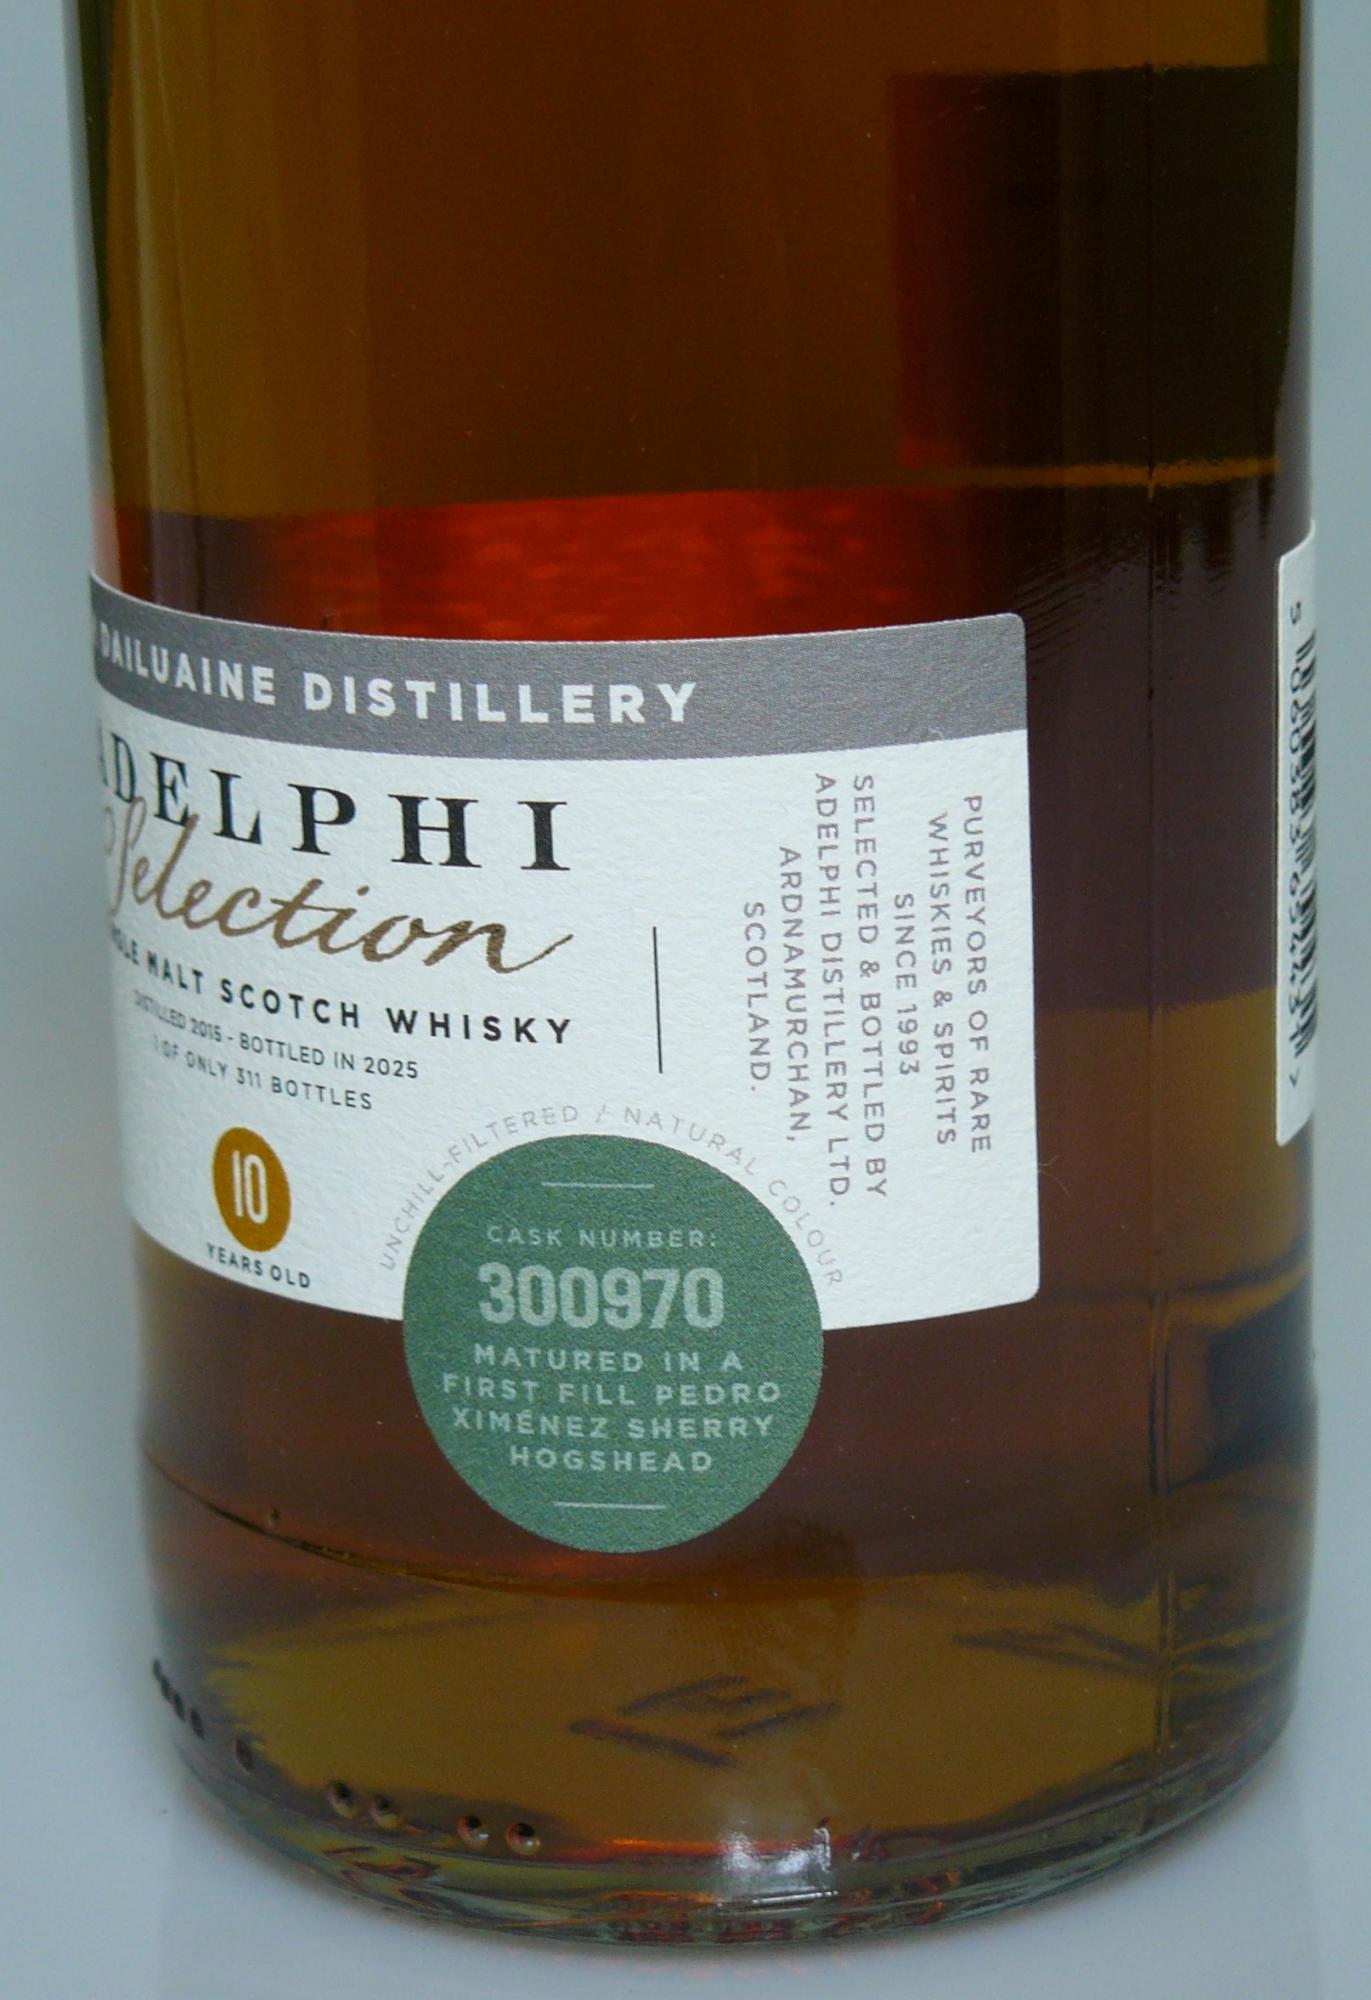 DAILUAINE DISTILLERY
ADELPHI
Selection
MALT SCOTCH WHISKY
DISTILLED 2015 - BOTTLED IN 2025
1 OF ONLY 311 BOTTLES
10
YEARS OLD
UNCHILL-FILTERED / NATURAL COLOUR
CASK NUMBER:
300970
MATURED IN A
FIRST FILL PEDRO
XIMÉNEZ SHERRY
HOGSHEAD
PURVEYORS OF RARE
WHISKIES & SPIRITS
SINCE 1993
SELECTED & BOTTLED BY
ADELPHI DISTILLERY LTD.
ARDNAMURCHAN,
SCOTLAND.